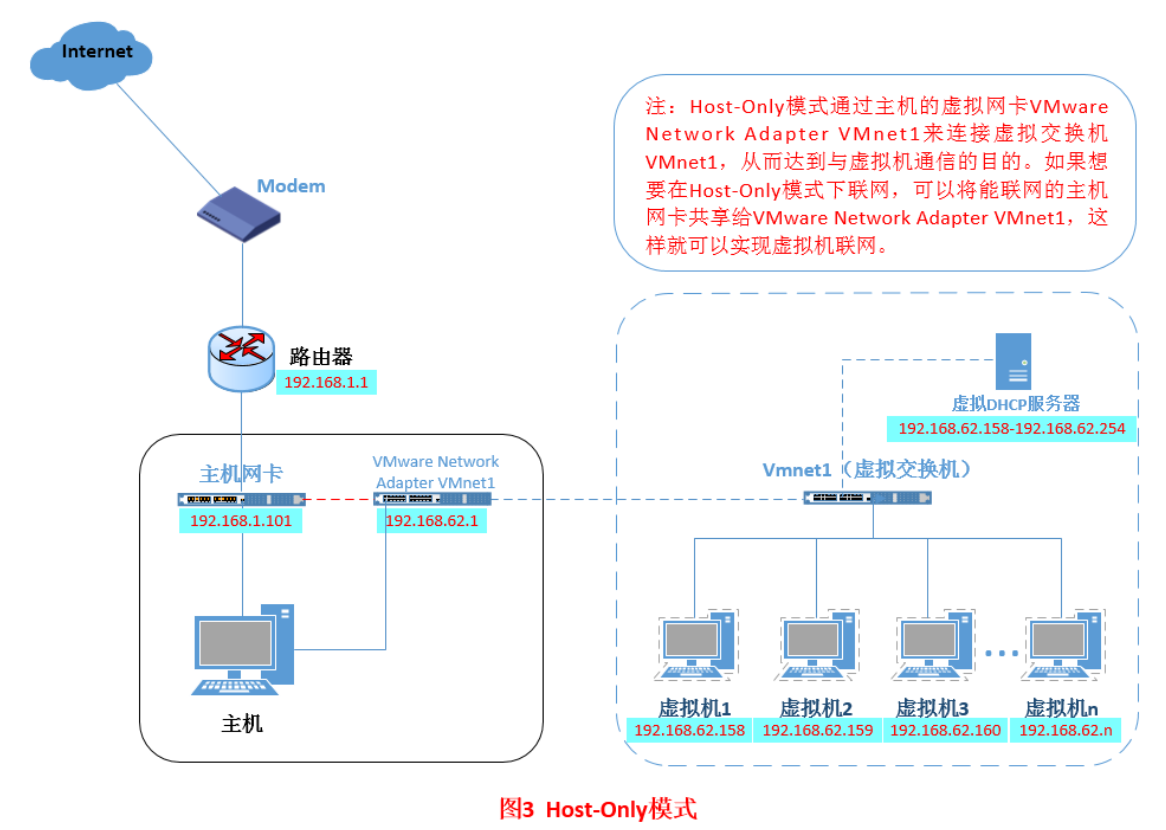 Internet
注：Host-Only模式通过主机的虚拟网卡VMware
Network Adapter VMnet1来连接虚拟交换机
VMnet1，从而达到与虚拟机通信的目的。如果想
要在Host-Only模式下联网，可以将能联网的主机
网卡共享给VMware Network Adapter VMnet1，这
样就可以实现虚拟机联网。
Modem
路由器
192.168.1.1
虚拟DHCP服务器
192.168.62.158-192.168.62.254
主机网卡
192.168.1.101
VMware Network
Adapter VMnet1
192.168.62.1
Vmnet1（虚拟交换机）
主机
虚拟机1
192.168.62.158
虚拟机2
192.168.62.159
虚拟机3
192.168.62.160
虚拟机n
192.168.62.n
图3 Host-Only模式